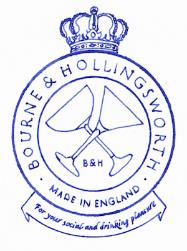 BOURNE & HOLLINGSWORTH
B&H
MADE IN ENGLAND
For your social and drinking pleasure